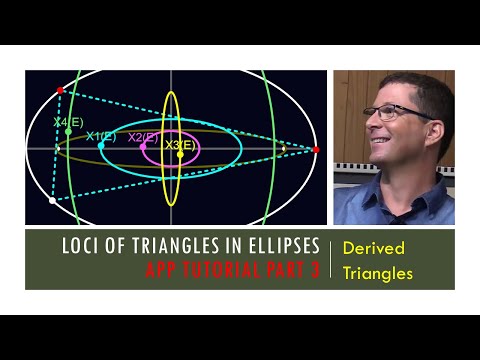 X4(E)
X1(E)
X2(E)
X3(E)
LOCI OF TRIANGLES IN ELLIPSES
APP TUTORIAL PART 3
Derived
Triangles